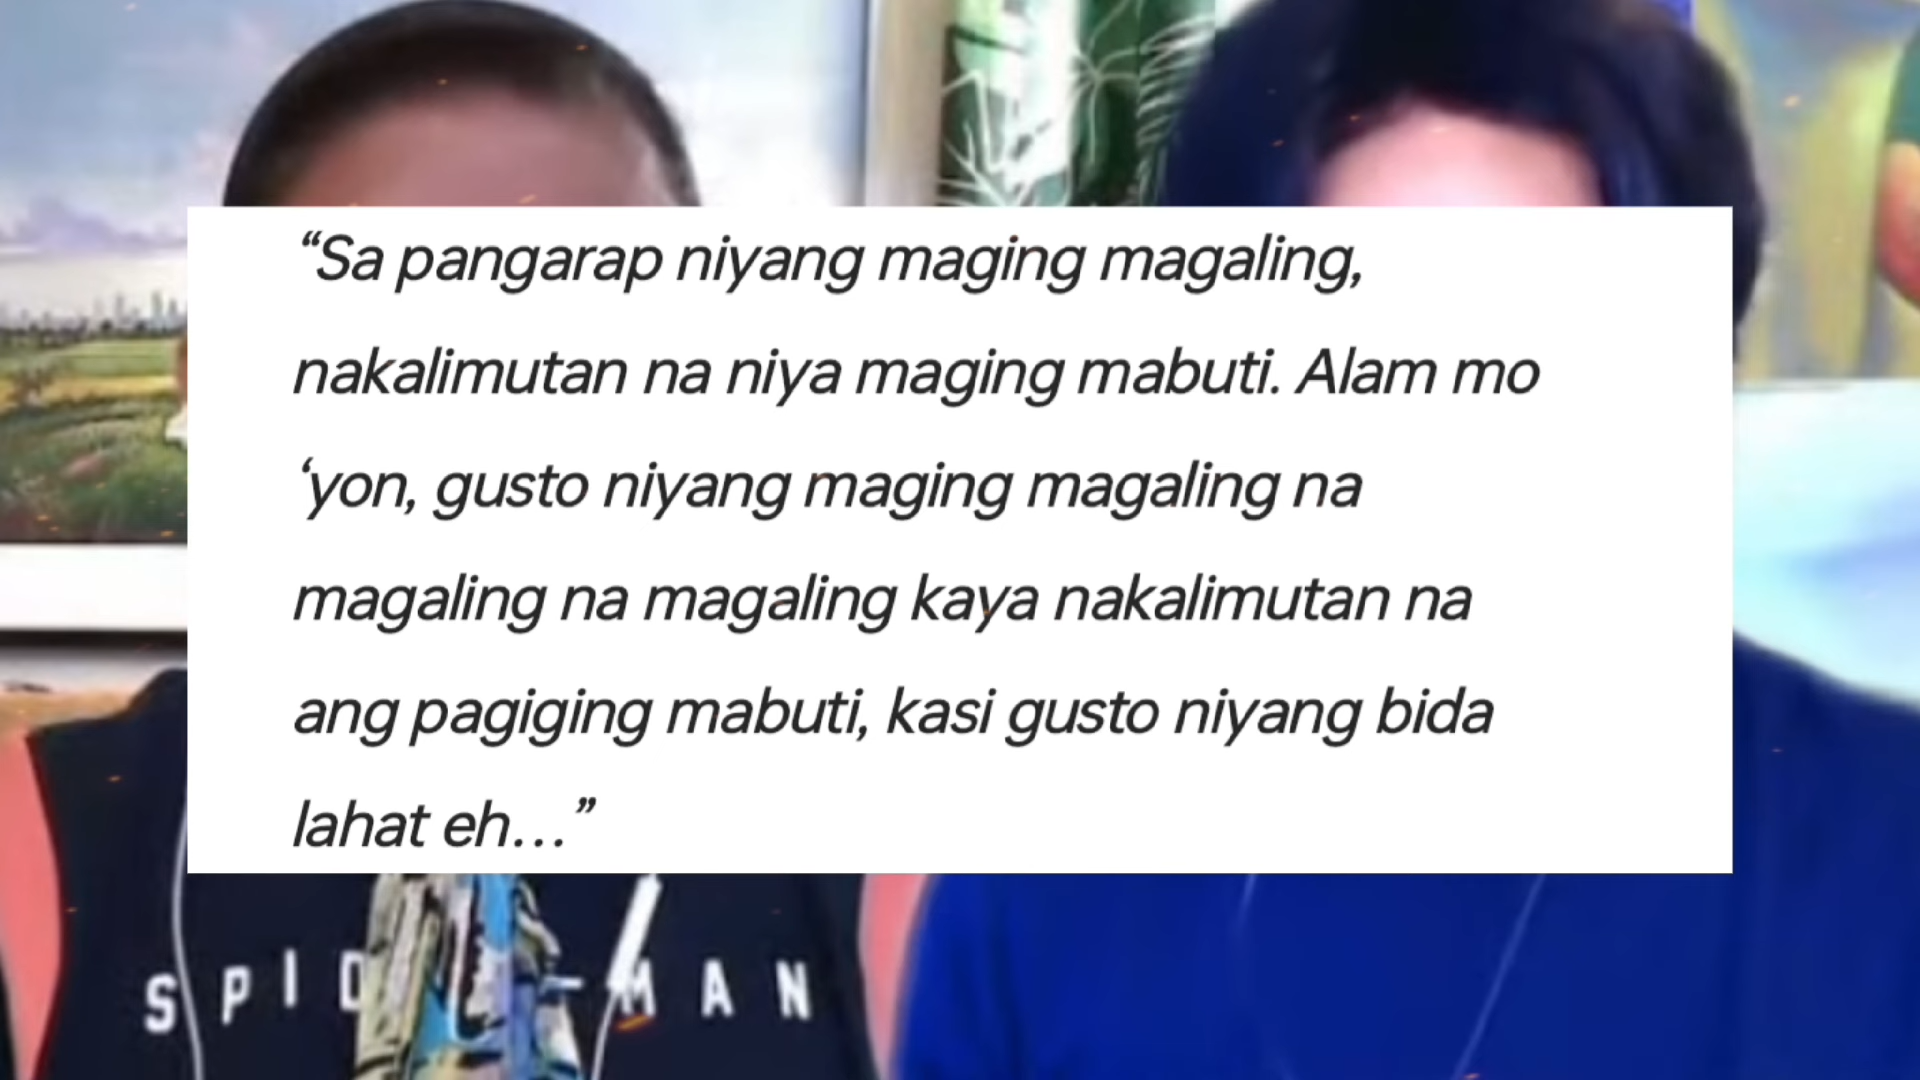 “Sa pangarap niyang maging magaling,
nakalimutan na niya maging mabuti. Alam mo
‘yon, gusto niyang maging magaling na
magaling na magaling kaya nakalimutan na
ang pagiging mabuti, kasi gusto niyang bida
lahat eh…”
MAN